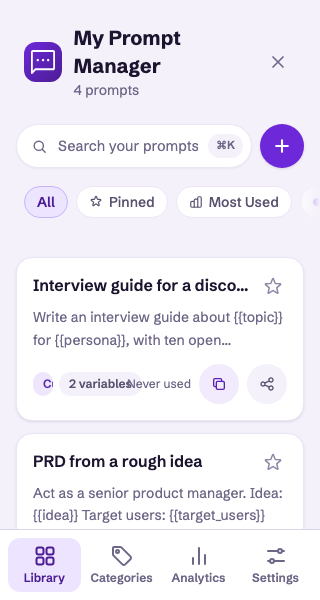 My Prompt
Manager
4 prompts
Search your prompts ⌘K
All Pinned Most Used
Interview guide for a disco...
Write an interview guide about {{topic}}
for {{persona}}, with ten open...
2 variables Never used
PRD from a rough idea
Act as a senior product manager. Idea:
{{idea}} Target users: {{target_users}}
Library Categories Analytics Settings